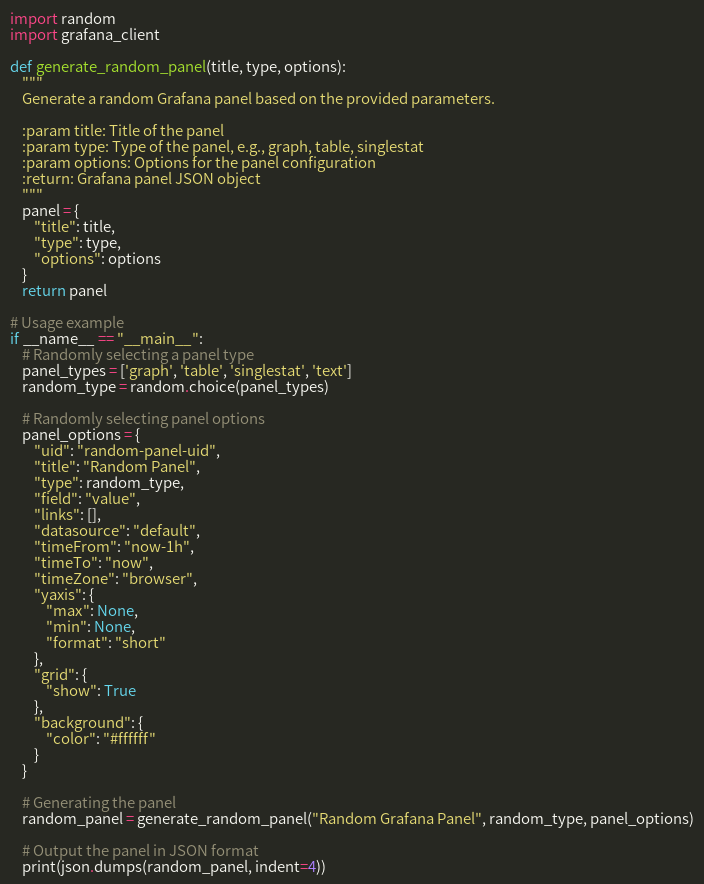 import random
import grafana_client

def generate_random_panel(title, type, options):
    """
    Generate a random Grafana panel based on the provided parameters.

    :param title: Title of the panel
    :param type: Type of the panel, e.g., graph, table, singlestat
    :param options: Options for the panel configuration
    :return: Grafana panel JSON object
    """
    panel = {
        "title": title,
        "type": type,
        "options": options
    }
    return panel

# Usage example
if __name__ == "__main__":
    # Randomly selecting a panel type
    panel_types = ['graph', 'table', 'singlestat', 'text']
    random_type = random.choice(panel_types)

    # Randomly selecting panel options
    panel_options = {
        "uid": "random-panel-uid",
        "title": "Random Panel",
        "type": random_type,
        "field": "value",
        "links": [],
        "datasource": "default",
        "timeFrom": "now-1h",
        "timeTo": "now",
        "timeZone": "browser",
        "yaxis": {
            "max": None,
            "min": None,
            "format": "short"
        },
        "grid": {
            "show": True
        },
        "background": {
            "color": "#ffffff"
        }
    }

    # Generating the panel
    random_panel = generate_random_panel("Random Grafana Panel", random_type, panel_options)

    # Output the panel in JSON format
    print(json.dumps(random_panel, indent=4))